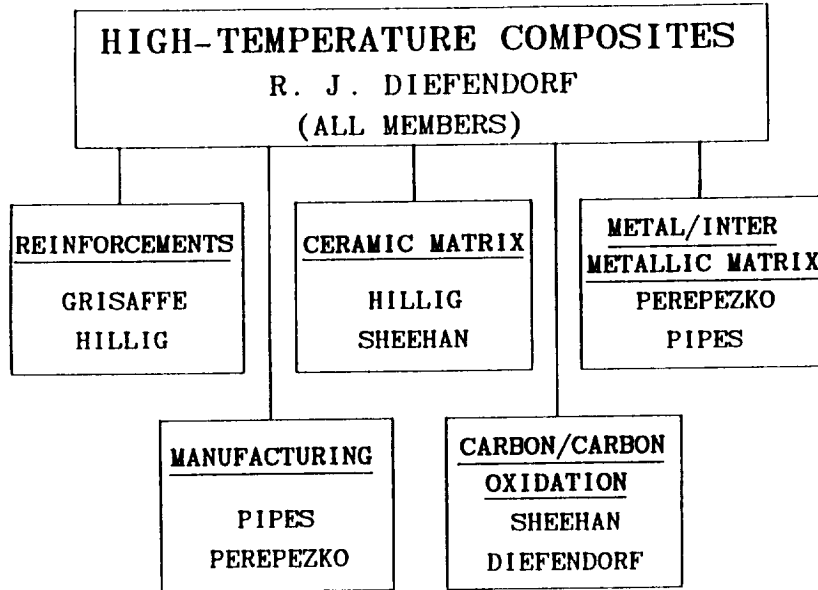 HIGH-TEMPERATURE COMPOSITES
R. J. DIEFENDORF
(ALL MEMBERS)
REINFORCEMENTS
GRISAFFE
HILLIG
CERAMIC MATRIX
HILLIG
SHEEHAN
METAL/INTER
METALLIC MATRIX
PEREPEZKO
PIPES
MANUFACTURING
PIPES
PEREPEZKO
CARBON/CARBON
OXIDATION
SHEEHAN
DIEFENDORF